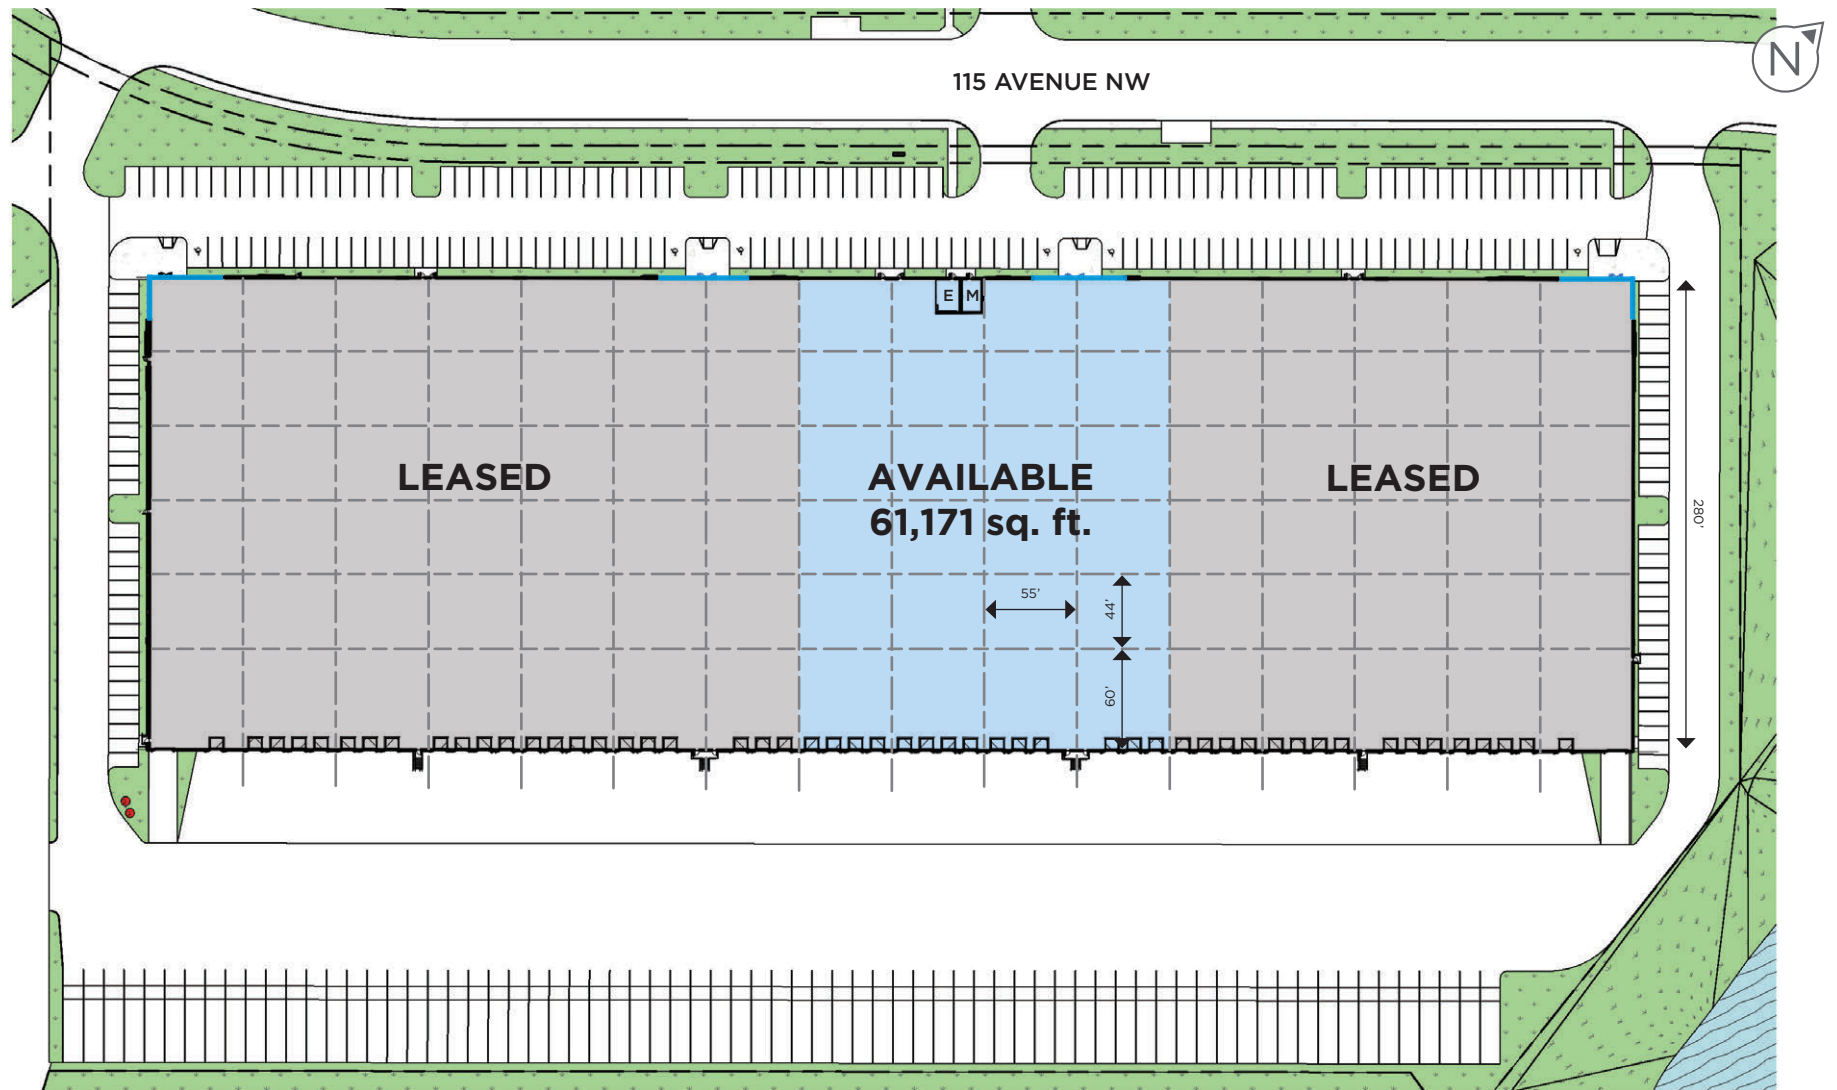 115 AVENUE NW
N
E M
LEASED
AVAILABLE
61,171 sq. ft.
LEASED
280'
55'
44'
60'